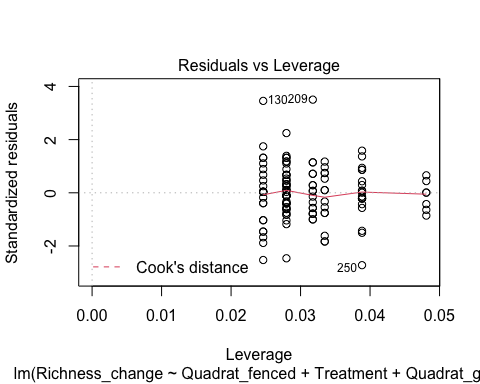 Residuals vs Leverage
Standardized residuals
4
2
0
-2
130 209
250
Cook's distance
0.00 0.01 0.02 0.03 0.04 0.05
Leverage
lm(Richness_change ~ Quadrat_fenced + Treatment + Quadrat_g